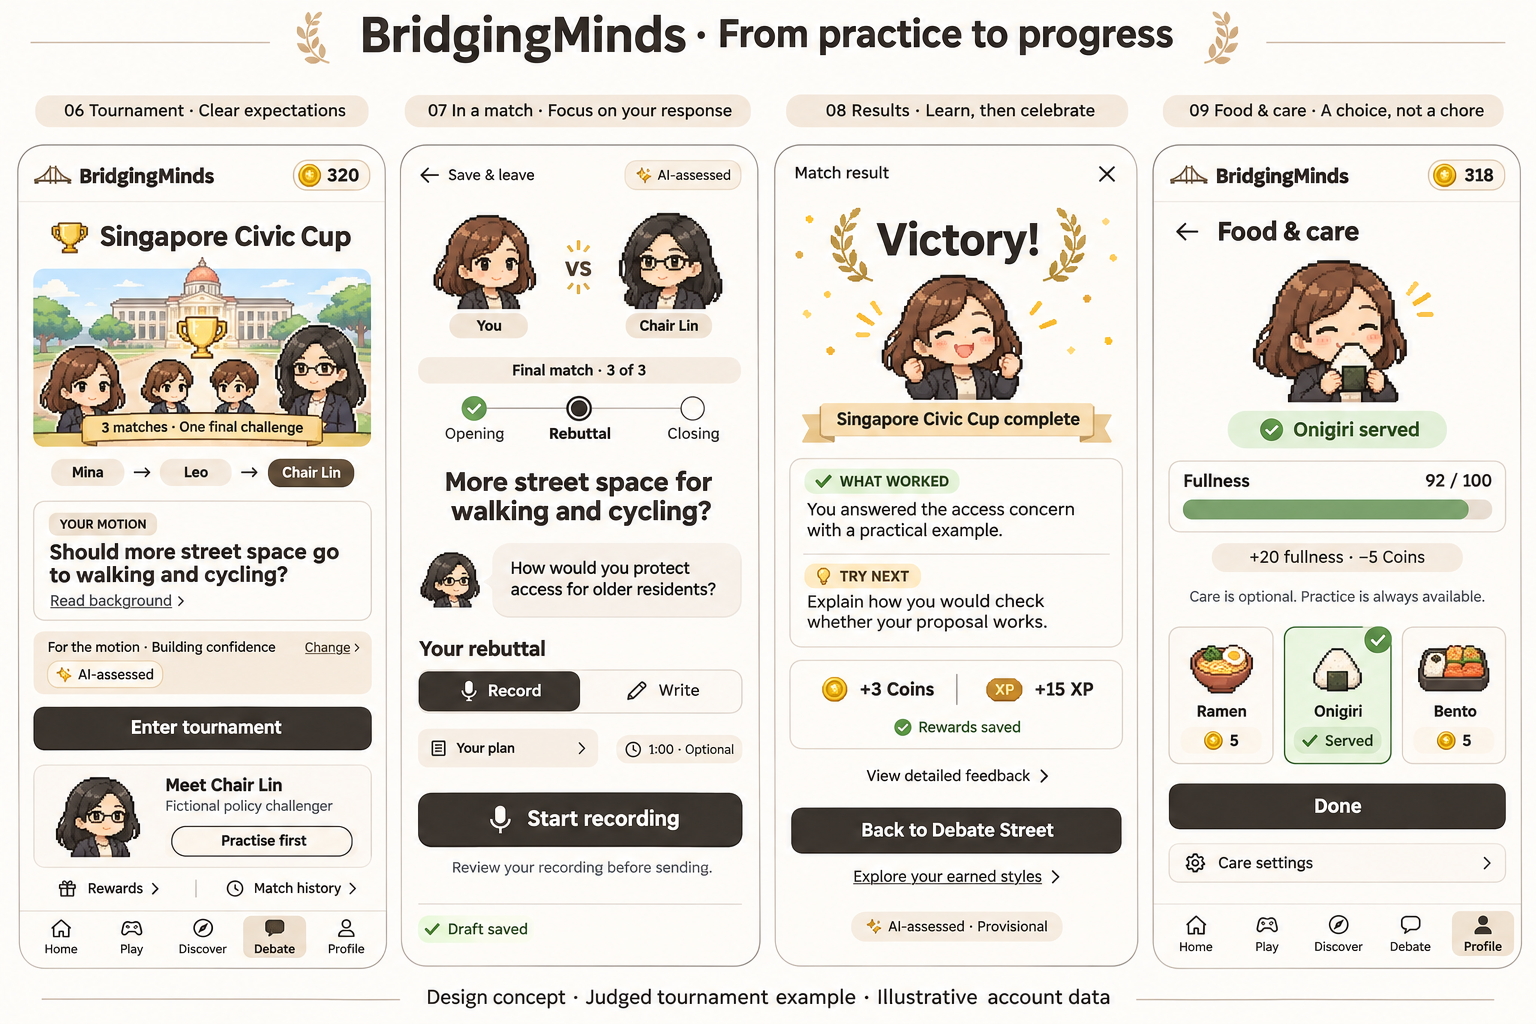 BridgingMinds · From practice to progress
06 Tournament · Clear expectations
BridgingMinds
320
Singapore Civic Cup
3 matches · One final challenge
Mina → Leo → Chair Lin
YOUR MOTION
Should more street space go
to walking and cycling?
Read background >
For the motion · Building confidence
Change >
AI-assessed
Enter tournament
Meet Chair Lin
Fictional policy challenger
Practise first
Rewards >
Match history >
Home
Play
Discover
Debate
Profile
07 In a match · Focus on your response
← Save & leave
AI-assessed
VS
You
Chair Lin
Final match · 3 of 3
Opening
Rebuttal
Closing
More street space for
walking and cycling?
How would you protect
access for older residents?
Your rebuttal
Record
Write
Your plan >
1:00 · Optional
Start recording
Review your recording before sending.
Draft saved
08 Results · Learn, then celebrate
Match result
Victory!
Singapore Civic Cup complete
WHAT WORKED
You answered the access concern
with a practical example.
TRY NEXT
Explain how you would check
whether your proposal works.
+3 Coins
XP +15 XP
Rewards saved
View detailed feedback >
Back to Debate Street
Explore your earned styles >
AI-assessed · Provisional
09 Food & care · A choice, not a chore
BridgingMinds
318
← Food & care
Onigiri served
Fullness
92 / 100
+20 fullness · −5 Coins
Care is optional. Practice is always available.
Ramen
5
Onigiri
Served
Bento
5
Done
Care settings >
Home
Play
Discover
Debate
Profile
Design concept · Judged tournament example · Illustrative account data